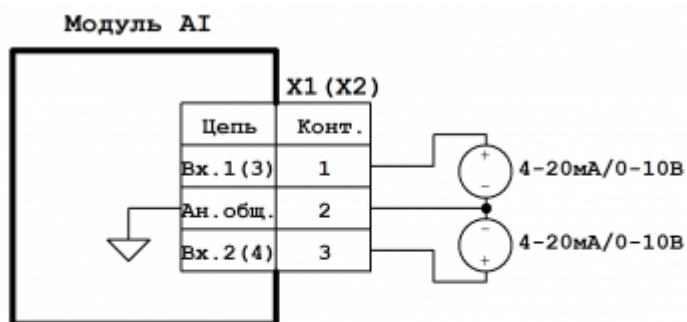 Модуль AI
X1(X2)
Цепь Конт.
Вх.1(3) 1
Ан.общ. 2
Вх.2(4) 3
+
4-20мА/0-10В
-
-
4-20мА/0-10В
+